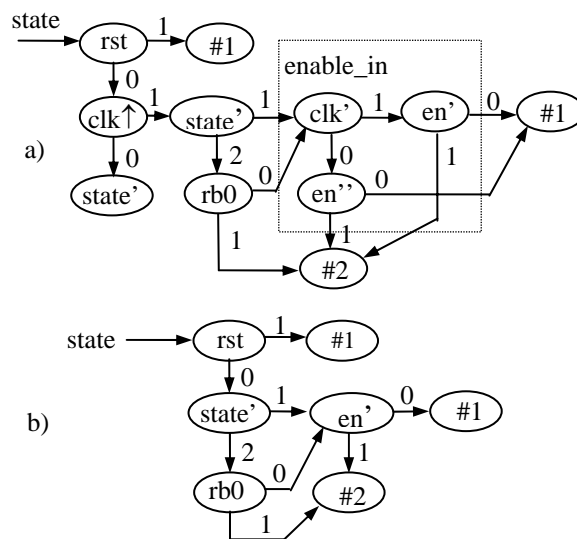 state
rst
1
#1
0
enable_in
clk↑
1
state'
1
clk'
1
en'
0
#1
a)
0
2
0
1
state'
rb0
0
en''
0
1
1
#2
state
rst
1
#1
0
state'
1
en'
0
#1
b)
2
0
1
rb0
#2
1